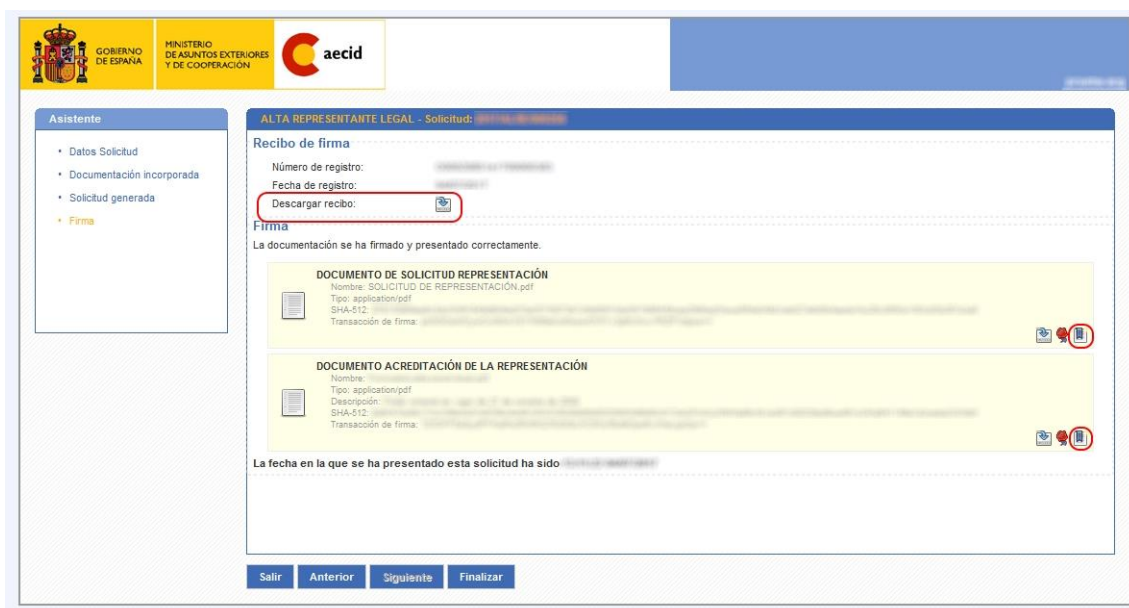 GOBIERNO
DE ESPAÑA
MINISTERIO
DE ASUNTOS EXTERIORES
Y DE COOPERACIÓN
aecid
Asistente
Datos Solicitud
Documentación incorporada
Solicitud generada
Firma
ALTA REPRESENTANTE LEGAL - Solicitud:
Recibo de firma
Número de registro:
Fecha de registro:
Descargar recibo:
Firma
La documentación se ha firmado y presentado correctamente.
DOCUMENTO DE SOLICITUD REPRESENTACIÓN
Nombre: SOLICITUD DE REPRESENTACIÓN.pdf
Tipo: application/pdf
SHA-512:
Transacción de firma:
DOCUMENTO ACREDITACIÓN DE LA REPRESENTACIÓN
Nombre:
Tipo: application/pdf
Descripción:
SHA-512:
Transacción de firma:
La fecha en la que se ha presentado esta solicitud ha sido
Salir Anterior Siguiente Finalizar